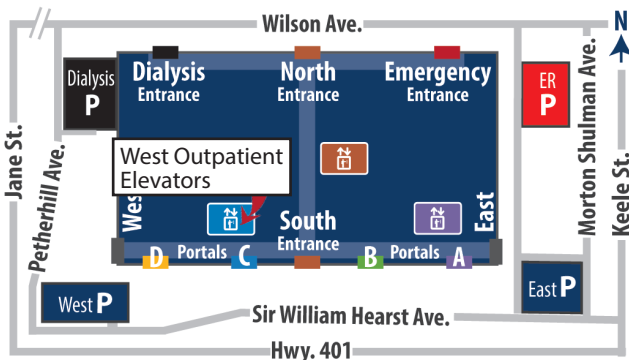 Wilson Ave.
N
Dialysis
P
Dialysis
Entrance
North
Entrance
Emergency
Entrance
ER
P
Jane St.
Petherhill Ave.
West Outpatient
Elevators
Wes
South
Entrance
East
Morton Shulman Ave.
Keele St.
D
Portals
C
B
Portals
A
West P
East P
Sir William Hearst Ave.
Hwy. 401